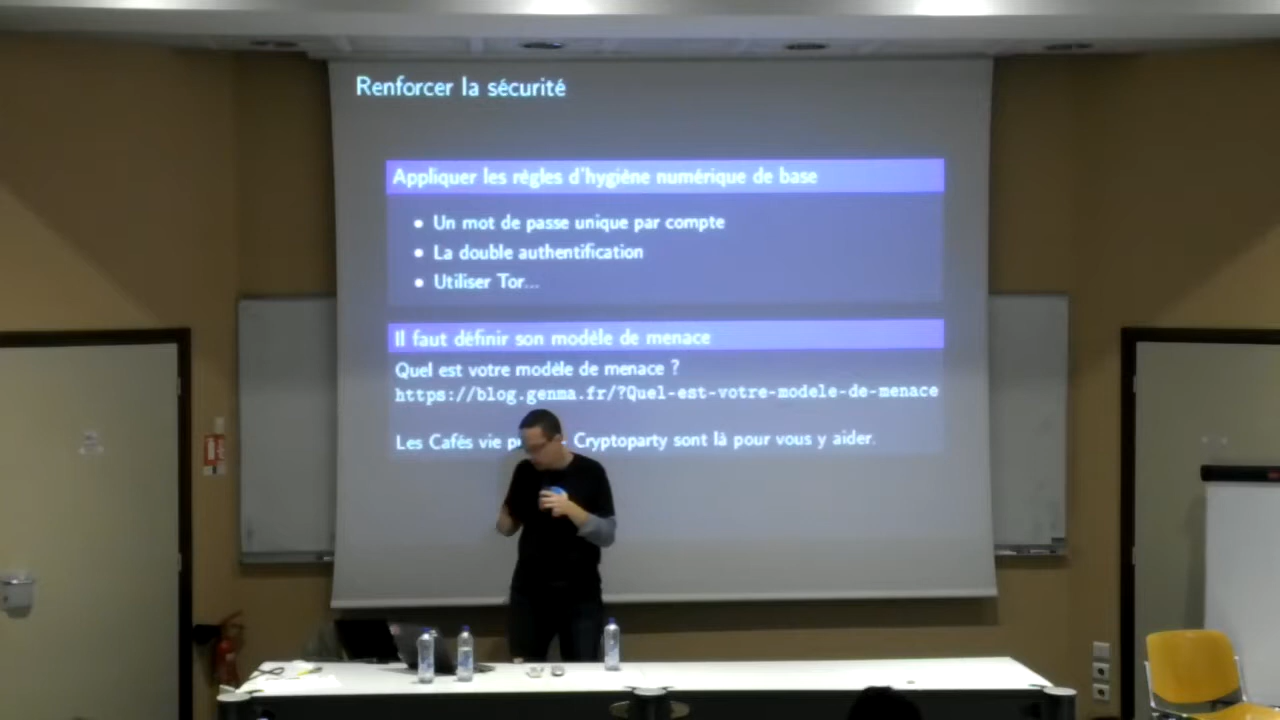 Renforcer la sécurité
Appliquer les règles d'hygiène numérique de base
Un mot de passe unique par compte
La double authentification
Utiliser Tor...
Il faut définir son modèle de menace
Quel est votre modèle de menace ?
https://blog.genma.fr/?Quel-est-votre-modele-de-menace
Les Cafés vie Cryptoparty sont là pour vous y aider.